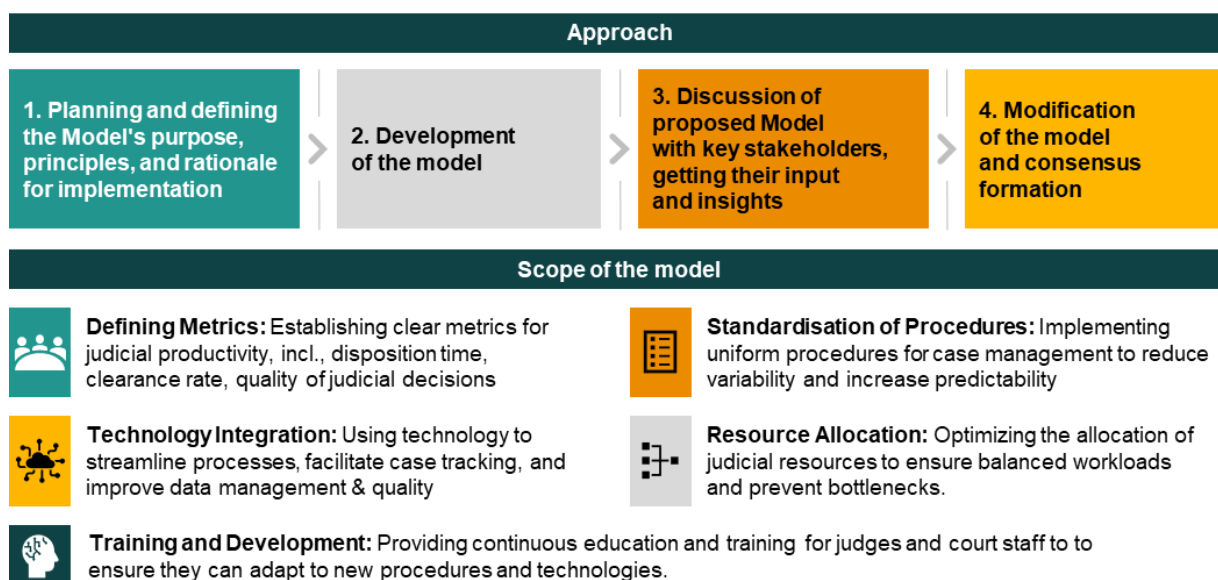 Approach
1. Planning and defining
the Model's purpose,
principles, and rationale
for implementation
2. Development
of the model
3. Discussion of
proposed Model
with key stakeholders,
getting their input
and insights
4. Modification
of the model
and consensus
formation
Scope of the model
Defining Metrics: Establishing clear metrics for
judicial productivity, incl., disposition time,
clearance rate, quality of judicial decisions
Standardisation of Procedures: Implementing
uniform procedures for case management to reduce
variability and increase predictability
Technology Integration: Using technology to
streamline processes, facilitate case tracking, and
improve data management & quality
Resource Allocation: Optimizing the allocation of
judicial resources to ensure balanced workloads
and prevent bottlenecks.
Training and Development: Providing continuous education and training for judges and court staff to to
ensure they can adapt to new procedures and technologies.